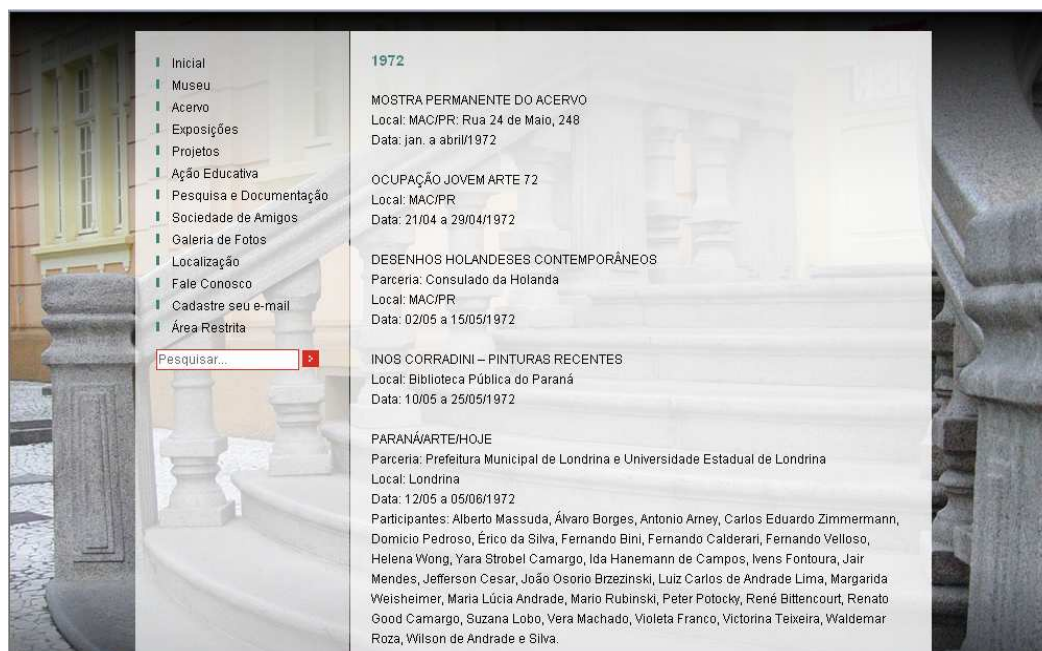 Inicial
Museu
Acervo
Exposições
Projetos
Ação Educativa
Pesquisa e Documentação
Sociedade de Amigos
Galeria de Fotos
Localização
Fale Conosco
Cadastre seu e-mail
Área Restrita
Pesquisar...
>
1972
MOSTRA PERMANENTE DO ACERVO
Local: MAC/PR: Rua 24 de Maio, 248
Data: jan. a abril/1972
OCUPAÇÃO JOVEM ARTE 72
Local: MAC/PR
Data: 21/04 a 29/04/1972
DESENHOS HOLANDESES CONTEMPORÂNEOS
Parceria: Consulado da Holanda
Local: MAC/PR
Data: 02/05 a 15/05/1972
INOS CORRADINI – PINTURAS RECENTES
Local: Biblioteca Pública do Paraná
Data: 10/05 a 25/05/1972
PARANÁ/ARTE/HOJE
Parceria: Prefeitura Municipal de Londrina e Universidade Estadual de Londrina
Local: Londrina
Data: 12/05 a 05/06/1972
Participantes: Alberto Massuda, Álvaro Borges, Antonio Arney, Carlos Eduardo Zimmermann,
Domicio Pedroso, Érico da Silva, Fernando Bini, Fernando Calderari, Fernando Velloso,
Helena Wong, Yara Strobel Camargo, Ida Hanemann de Campos, Ivens Fontoura, Jair
Mendes, Jefferson Cesar, João Osorio Brzezinski, Luiz Carlos de Andrade Lima, Margarida
Weisheimer, Maria Lúcia Andrade, Mario Rubinski, Peter Potocky, René Bittencourt, Renato
Good Camargo, Suzana Lobo, Vera Machado, Violeta Franco, Victorina Teixeira, Waldemar
Roza, Wilson de Andrade e Silva.